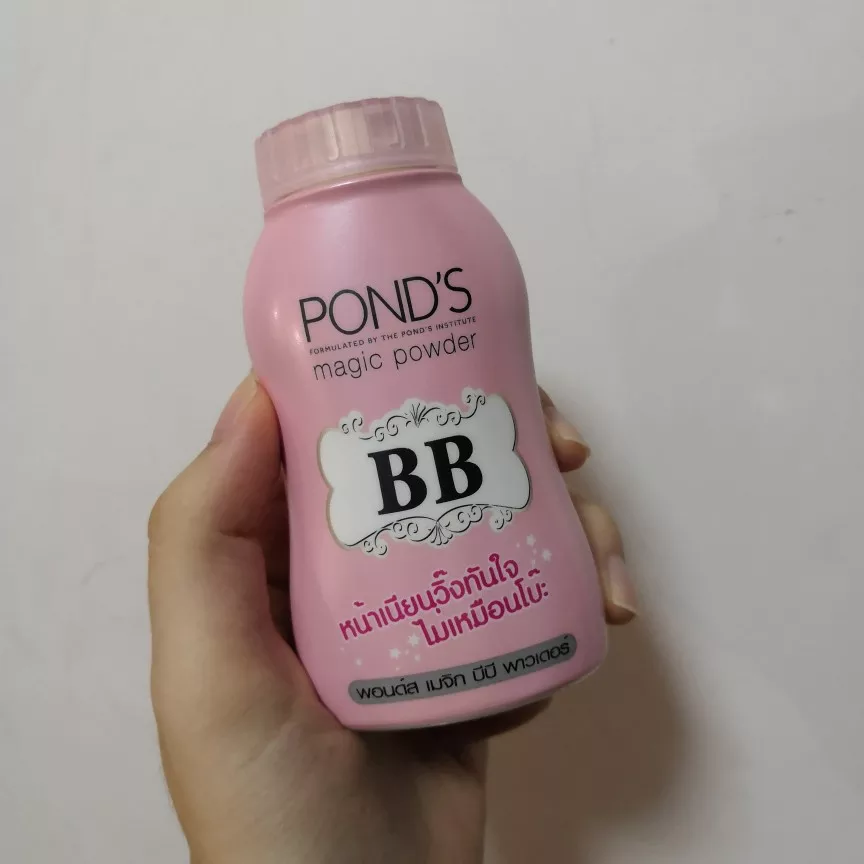 POND'S
FORMULATED BY THE POND'S INSTITUTE
magic powder
BB
หน้าเนียนวิ๊งทันใจ
ไม่เหมือนโบ๊ะ
พอนด์ส เมจิก บีบี พาวเดอร์